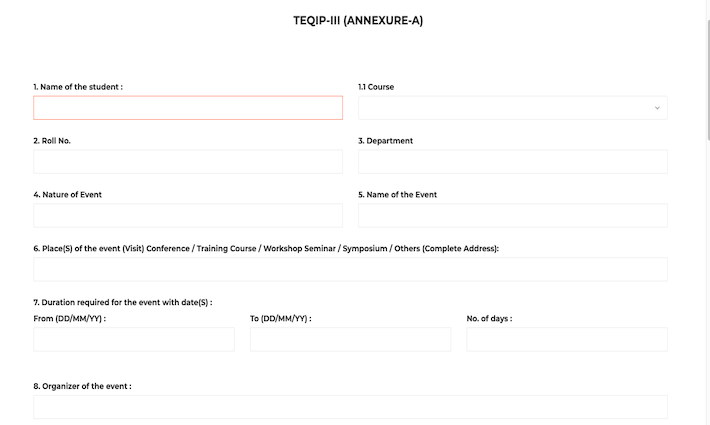 TEQIP-III (ANNEXURE-A)
1. Name of the student :
1.1 Course
2. Roll No.
3. Department
4. Nature of Event
5. Name of the Event
6. Place(S) of the event (Visit) Conference / Training Course / Workshop Seminar / Symposium / Others (Complete Address):
7. Duration required for the event with date(S) :
From (DD/MM/YY) :
To (DD/MM/YY) :
No. of days :
8. Organizer of the event :